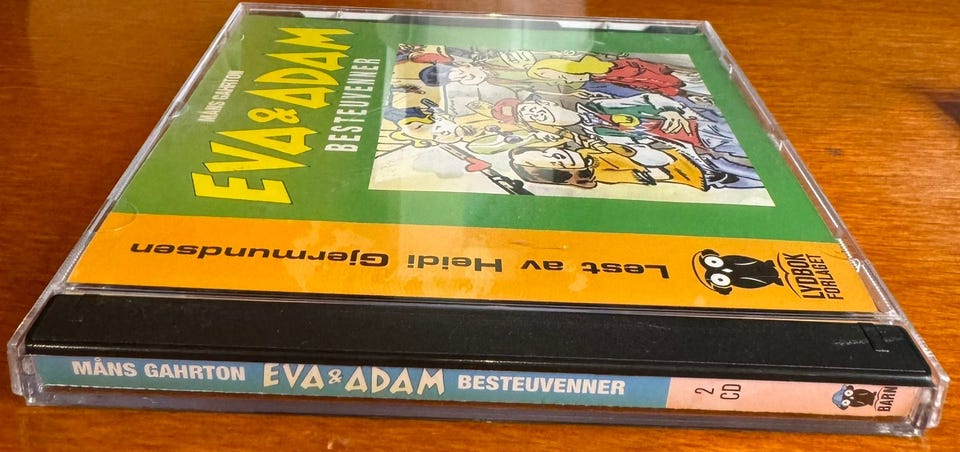 MÅNS GAHRTON
EVA & ADAM
BESTEUVENNER
Lest av Heidi Gjermundsen
LYDBOK
FORLAGET
MÅNS GAHRTON EVA & ADAM BESTEUVENNER
2
CD
BARN